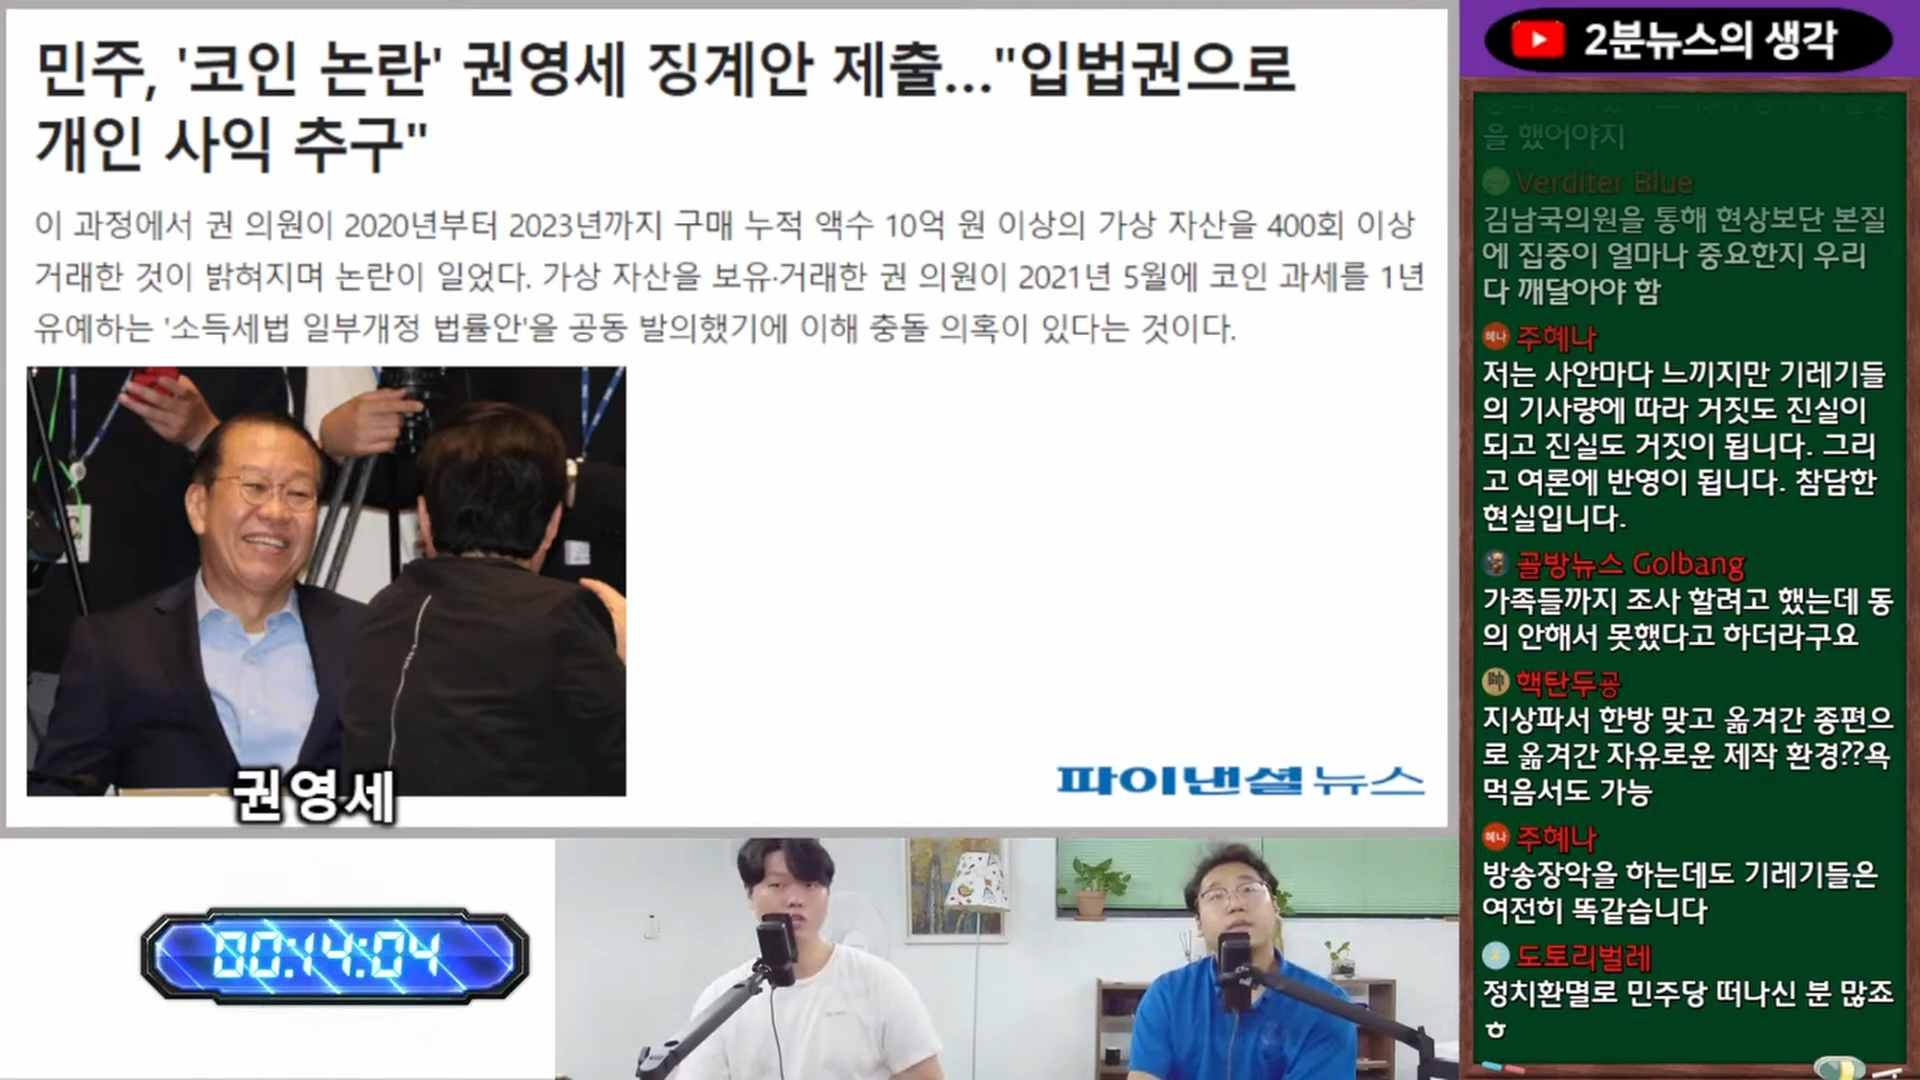 민주, '코인 논란' 권영세 징계안 제출..."입법권으로
개인 사익 추구"
이 과정에서 권 의원이 2020년부터 2023년까지 구매 누적 액수 10억 원 이상의 가상 자산을 400회 이상
거래한 것이 밝혀지며 논란이 일었다. 가상 자산을 보유·거래한 권 의원이 2021년 5월에 코인 과세를 1년
유예하는 '소득세법 일부개정 법률안'을 공동 발의했기에 이해 충돌 의혹이 있다는 것이다.
권영세
파이낸셜뉴스
00:14:04
2분뉴스의 생각
을 했어야지
Verditer Blue
김남국의원을 통해 현상보단 본질
에 집중이 얼마나 중요한지 우리
다 깨달아야 함
혜나 주혜나
저는 사안마다 느끼지만 기레기들
의 기사량에 따라 거짓도 진실이
되고 진실도 거짓이 됩니다. 그리
고 여론에 반영이 됩니다. 참담한
현실입니다.
골방뉴스 Golbang
가족들까지 조사 할려고 했는데 동
의 안해서 못했다고 하더라구요
帥 핵탄두공
지상파서 한방 맞고 옮겨간 종편으
로 옮겨간 자유로운 제작 환경??욕
먹음서도 가능
혜나 주혜나
방송장악을 하는데도 기레기들은
여전히 똑같습니다
도토리벌레
정치환멸로 민주당 떠나신 분 많죠
ㅎ